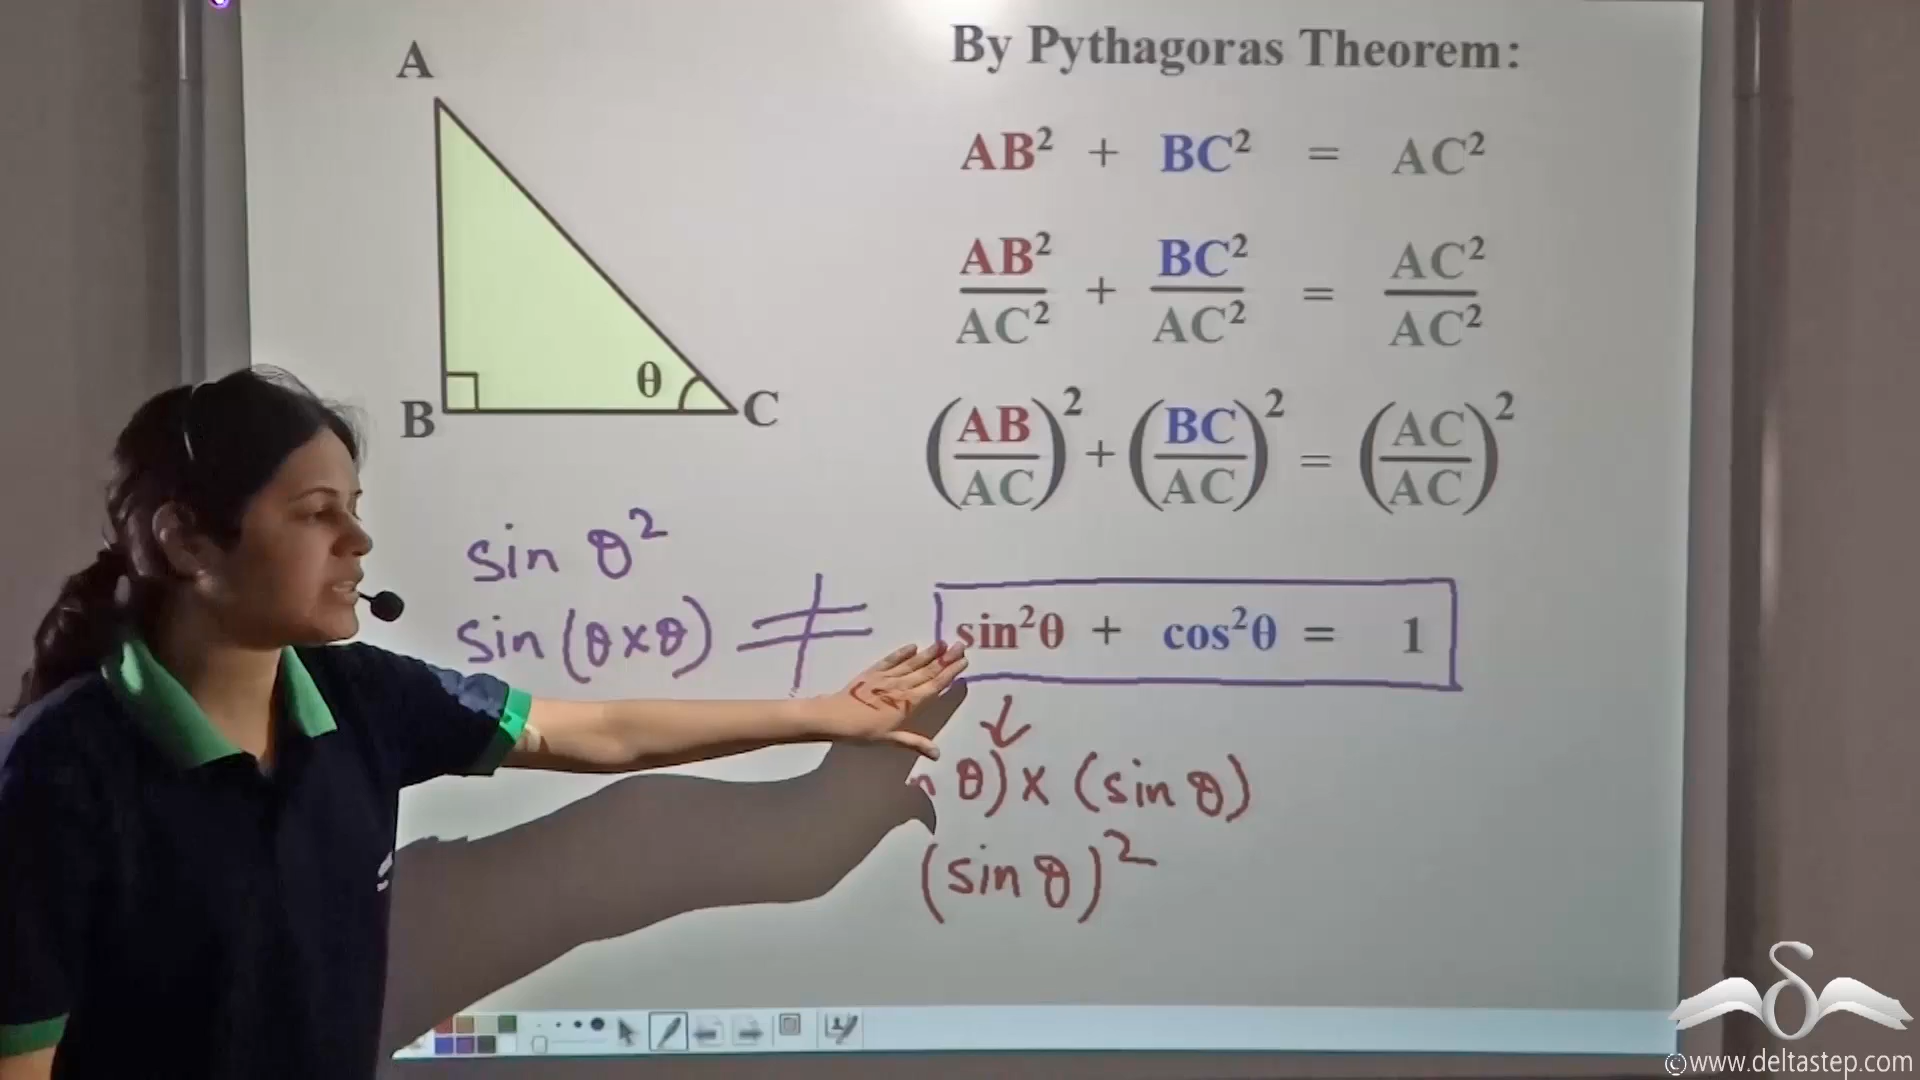 A
By Pythagoras Theorem:
AB² + BC² = AC²
AB²/AC² + BC²/AC² = AC²/AC²
θ
B
C
(AB/AC)² + (BC/AC)² = (AC/AC)²
sin θ²
sin (θ×θ) ≠
sin²θ + cos²θ = 1
↓
n θ) × (sin θ)
(sin θ)²
©www.deltastep.com